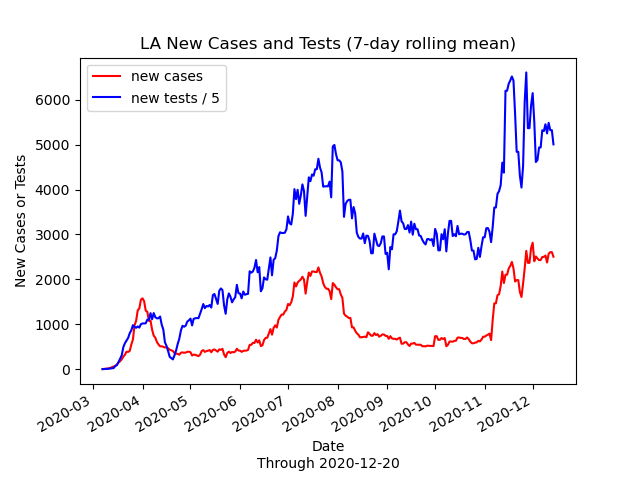 LA New Cases and Tests (7-day rolling mean)
new cases
new tests / 5
New Cases or Tests
6000
5000
4000
3000
2000
1000
0
2020-03
2020-04
2020-05
2020-06
2020-07
2020-08
2020-09
2020-10
2020-11
2020-12
Date
Through 2020-12-20